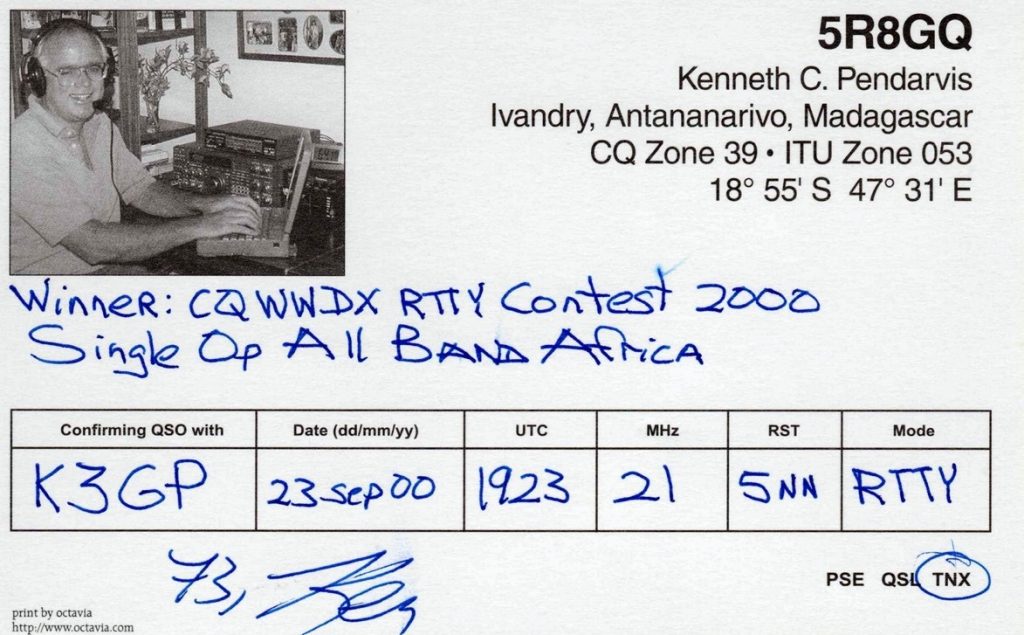 5R8GQ
Kenneth C. Pendarvis
Ivandry, Antananarivo, Madagascar
CQ Zone 39 • ITU Zone 053
18° 55' S 47° 31' E
Winner: CQ WWDX RTTY Contest 2000
Single Op All Band Africa
Confirming QSO with Date (dd/mm/yy) UTC MHz RST Mode
K3GP 23 Sep 00 1923 21 5NN RTTY
73, Ken
PSE QSL TNX
print by octavia
http://www.octavia.com